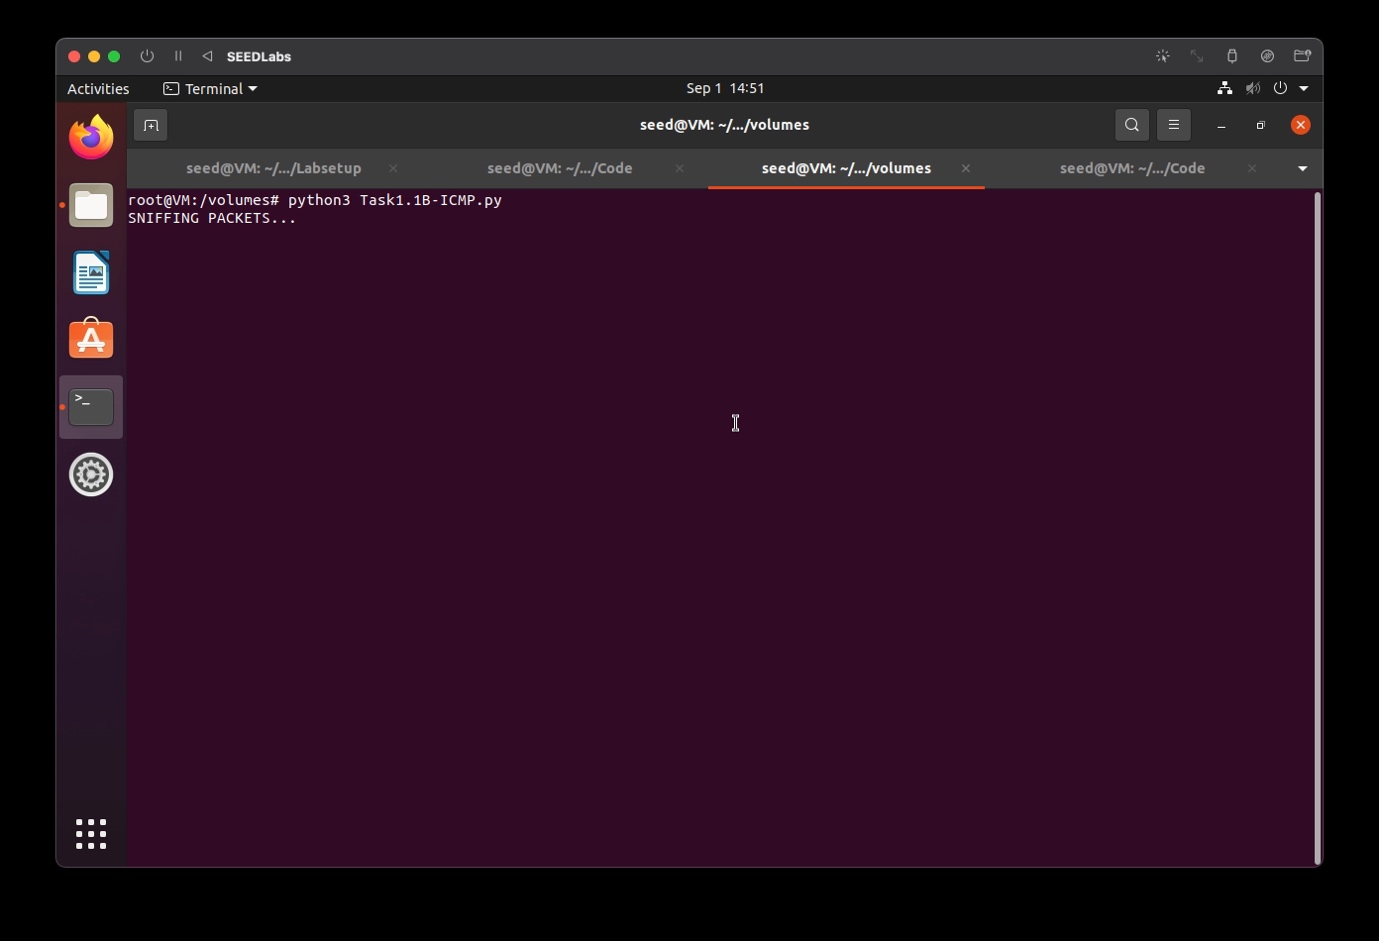 SEEDLabs
Activities
Terminal
Sep 1 14:51
seed@VM: ~/.../volumes
seed@VM: ~/.../Labsetup
seed@VM: ~/.../Code
seed@VM: ~/.../volumes
seed@VM: ~/.../Code
root@VM:/volumes# python3 Task1.1B-ICMP.py
SNIFFING PACKETS...